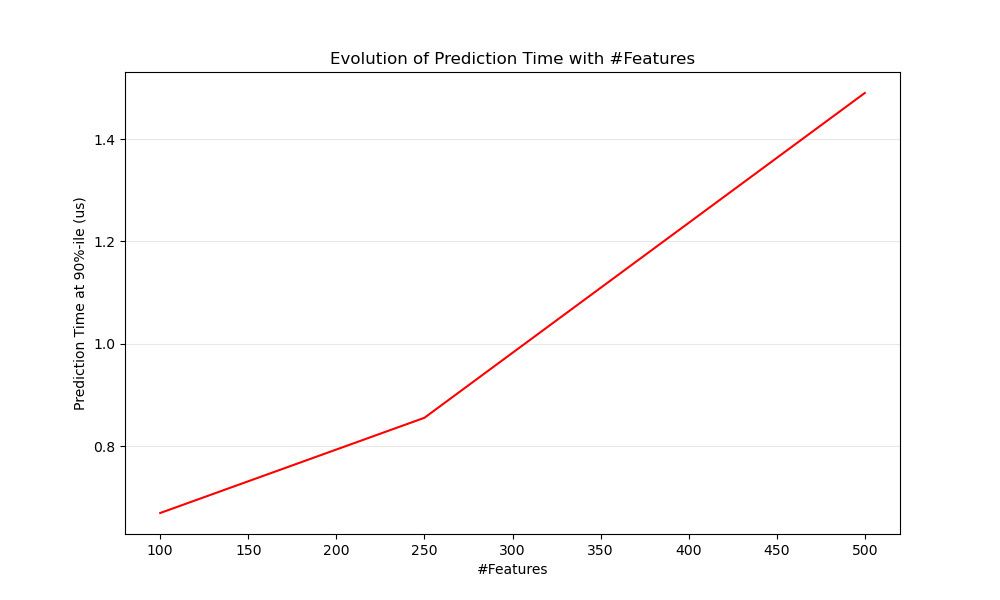 Evolution of Prediction Time with #Features
Prediction Time at 90%-ile (us)
1.4
1.2
1.0
0.8
100 150 200 250 300 350 400 450 500
#Features